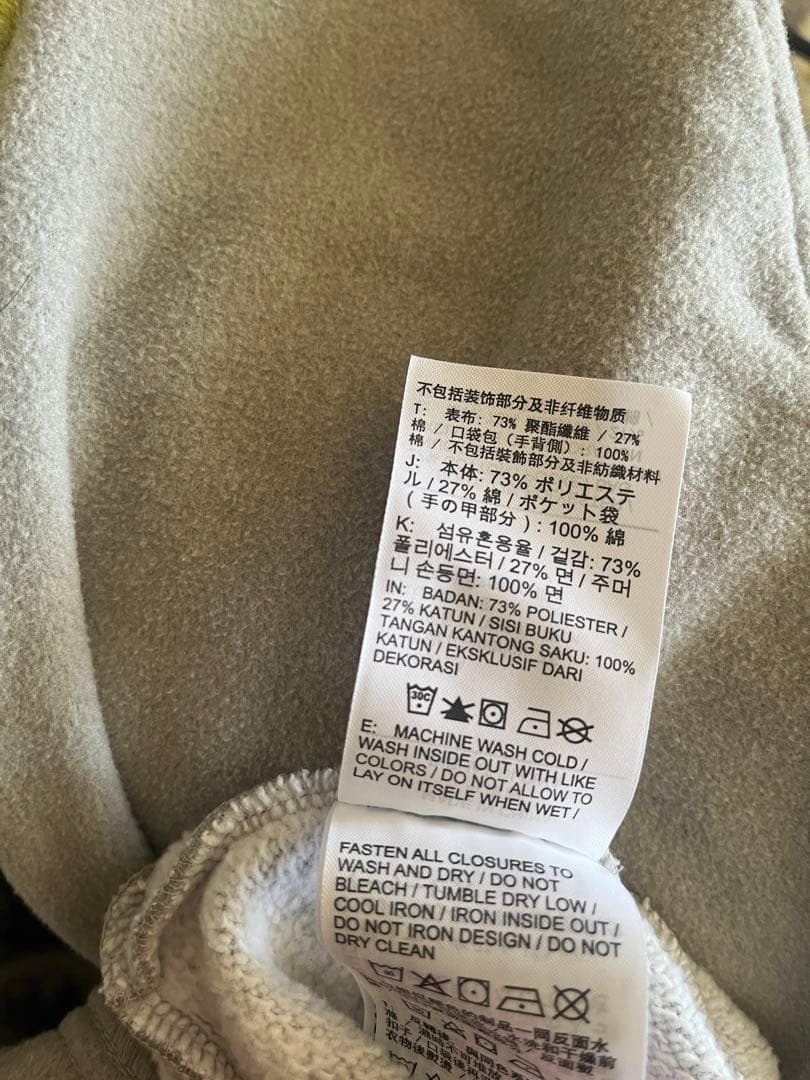 不包括装饰部分及非纤维物质
T: 表布: 73% 聚酯纖維 / 27%
棉 / 口袋包 (手背側) : 100%
棉 / 不包括裝飾部分及非紡織材料
J: 本体: 73% ポリエステ
ル / 27% 綿 / ポケット袋
( 手の甲部分 ) : 100% 綿
K: 섬유혼용율 / 겉감: 73%
폴리에스터 / 27% 면 / 주머
니 손등면: 100% 면
IN: BADAN: 73% POLIESTER /
27% KATUN / SISI BUKU
TANGAN KANTONG SAKU: 100%
KATUN / EKSKLUSIF DARI
DEKORASI
30C
E: MACHINE WASH COLD /
WASH INSIDE OUT WITH LIKE
COLORS / DO NOT ALLOW TO
LAY ON ITSELF WHEN WET /
FASTEN ALL CLOSURES TO
WASH AND DRY / DO NOT
BLEACH / TUMBLE DRY LOW /
COOL IRON / IRON INSIDE OUT /
DO NOT IRON DESIGN / DO NOT
DRY CLEAN